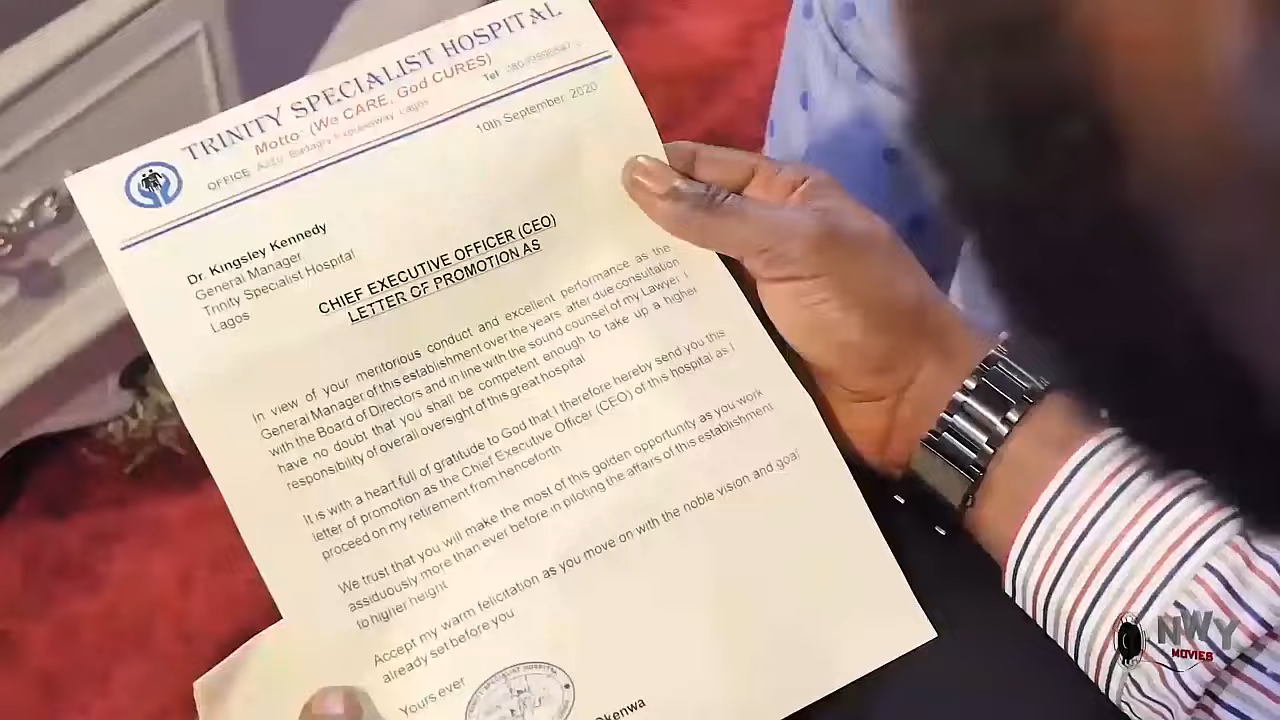 TRINITY SPECIALIST HOSPITAL
Motto: (We CARE, God CURES)
OFFICE Badagry Expressway Lagos
Tel
10th September 2020
Dr. Kingsley Kennedy
General Manager
Trinity Specialist Hospital
Lagos
CHIEF EXECUTIVE OFFICER (CEO)
LETTER OF PROMOTION AS
In view of your meritorious conduct and excellent performance as the
General Manager of this establishment over the years, after due consultation
with the Board of Directors and in line with the sound counsel of my Lawyer I
have no doubt that you shall be competent enough to take up a higher
responsibility of overall oversight of this great hospital
It is with a heart full of gratitude to God that I therefore hereby send you this
letter of promotion as the Chief Executive Officer (CEO) of this hospital as I
proceed on my retirement from henceforth
We trust that you will make the most of this golden opportunity as you work
assiduously more than ever before in piloting the affairs of this establishment
to higher height
Accept my warm felicitation as you move on with the noble vision and goal
already set before you
Yours ever
TRINITY SPECIALIST HOSPITAL
Okenwa
NWY
MOVIES